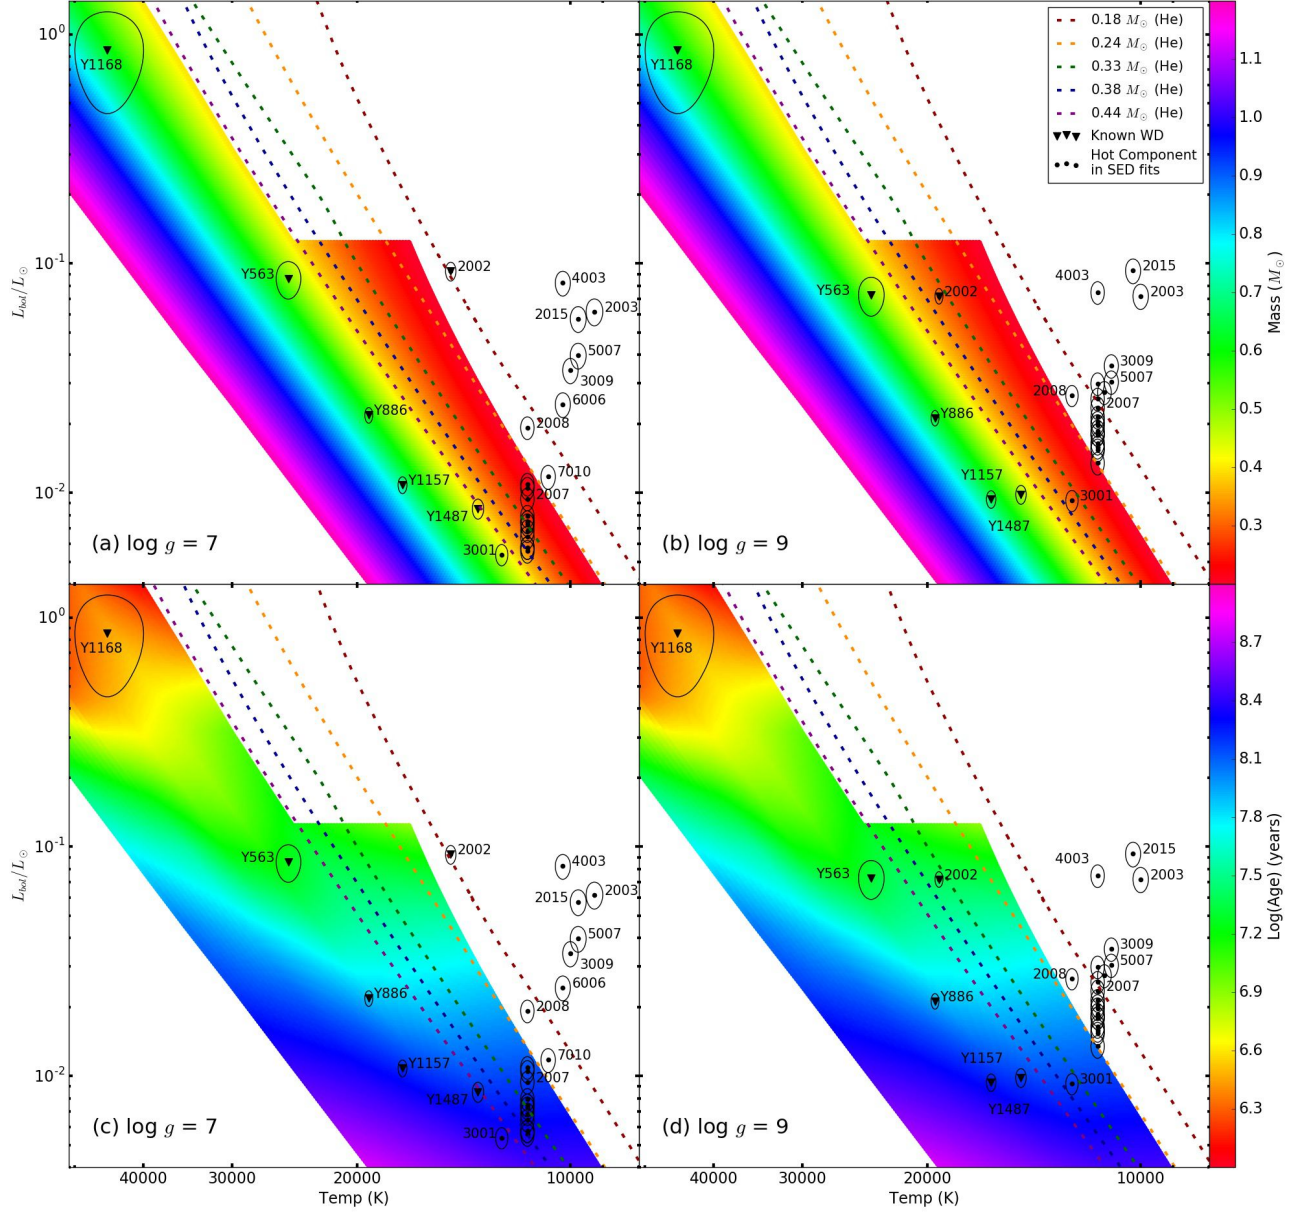 0.18 M⊙ (He)
0.24 M⊙ (He)
0.33 M⊙ (He)
0.38 M⊙ (He)
0.44 M⊙ (He)
Known WD
Hot Component
in SED fits
10⁰
10⁻¹
10⁻²
L_bol/L⊙
Y1168
Y563
2002
4003
2015
2003
5007
3009
6006
Y886
2008
7010
Y1157
2007
Y1487
3001
(a) log g = 7
Y1168
2015
4003
2003
Y563
2002
3009
5007
2008
2007
Y886
Y1157
3001
Y1487
(b) log g = 9
1.1
1.0
0.9
0.8
0.7
0.6
0.5
0.4
0.3
Mass (M⊙)
10⁰
10⁻¹
10⁻²
L_bol/L⊙
Y1168
Y563
2002
4003
2015
2003
5007
3009
6006
Y886
2008
7010
Y1157
2007
Y1487
3001
(c) log g = 7
40000
30000
20000
10000
Temp (K)
Y1168
2015
4003
2003
Y563
2002
3009
5007
2008
2007
Y886
Y1157
3001
Y1487
(d) log g = 9
40000
30000
20000
10000
Temp (K)
8.7
8.4
8.1
7.8
7.5
7.2
6.9
6.6
6.3
Log(Age) (years)